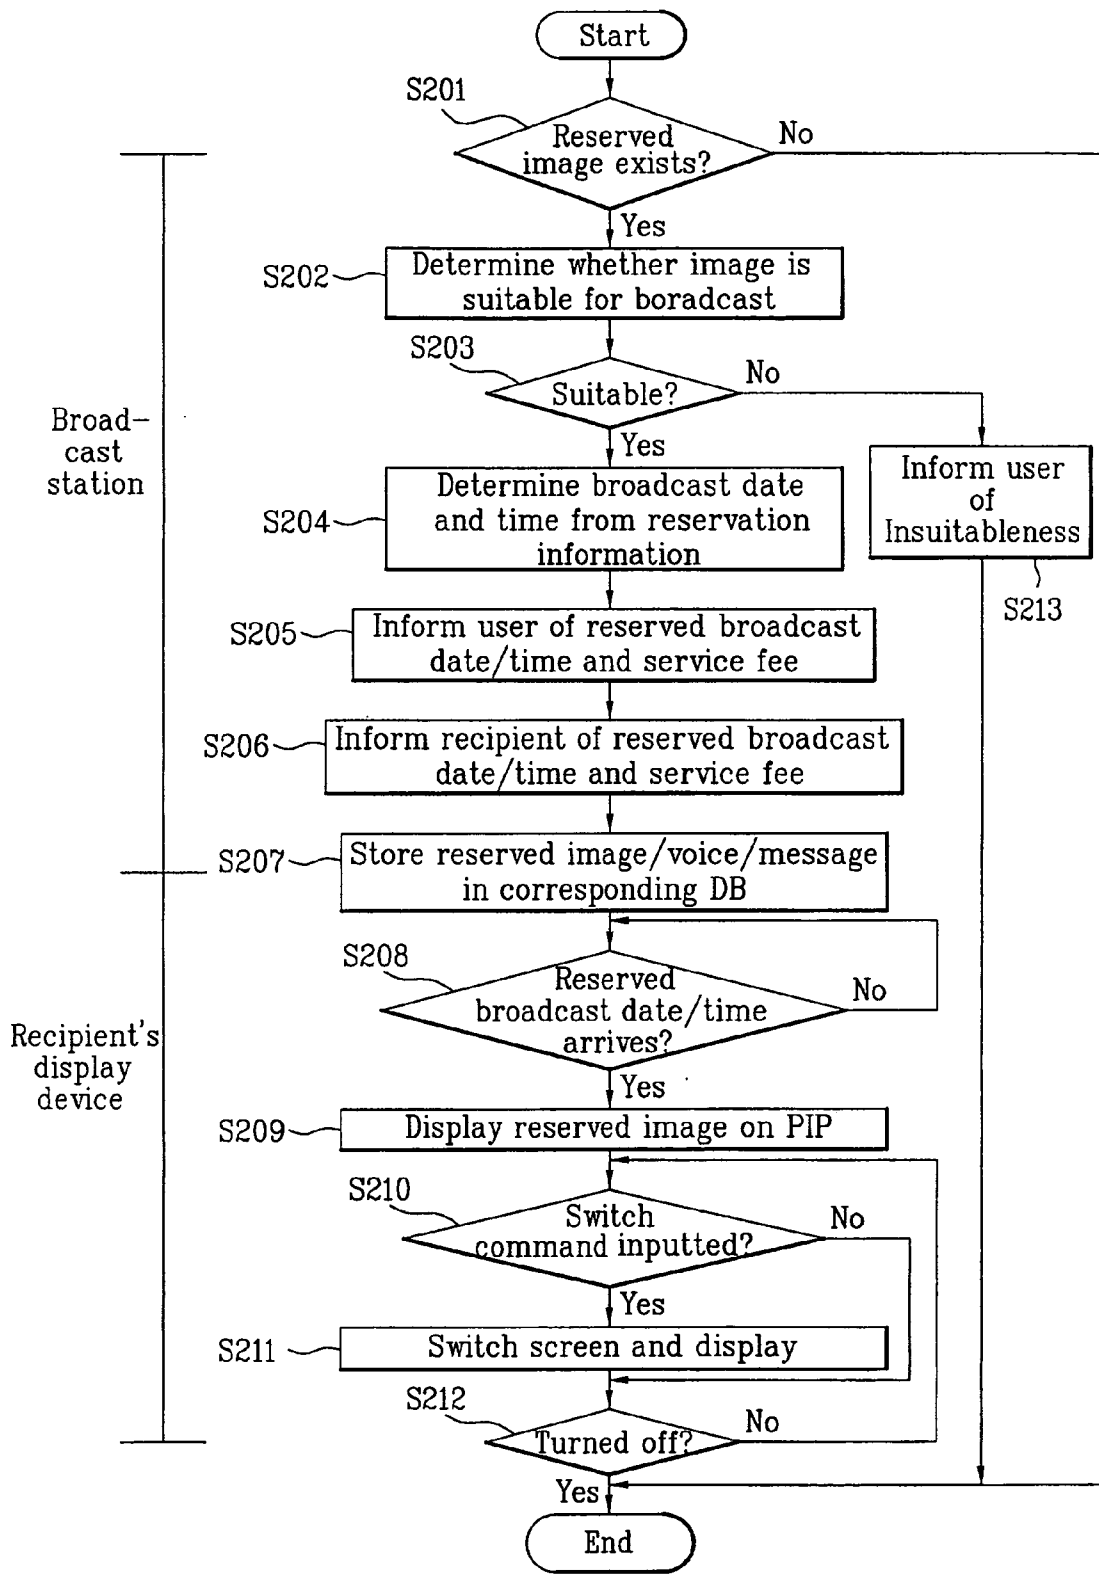 Start
S201
Reserved
image exists?
No
Yes
S202
Determine whether image is
suitable for boradcast
S203
Suitable?
No
Yes
Broad-
cast
station
S204
Determine broadcast date
and time from reservation
information
Inform user
of
Insuitableness
S213
S205
Inform user of reserved broadcast
date/time and service fee
S206
Inform recipient of reserved broadcast
date/time and service fee
S207
Store reserved image/voice/message
in corresponding DB
S208
Reserved
broadcast date/time
arrives?
No
Yes
Recipient's
display
device
S209
Display reserved image on PIP
S210
Switch
command inputted?
No
Yes
S211
Switch screen and display
S212
Turned off?
No
Yes
End